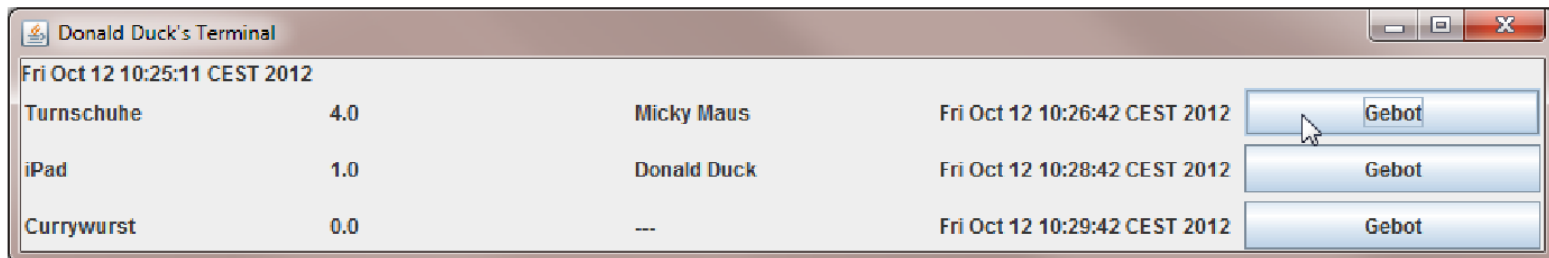 Donald Duck's Terminal
Fri Oct 12 10:25:11 CEST 2012
Turnschuhe 4.0 Micky Maus Fri Oct 12 10:26:42 CEST 2012 Gebot
iPad 1.0 Donald Duck Fri Oct 12 10:28:42 CEST 2012 Gebot
Currywurst 0.0 --- Fri Oct 12 10:29:42 CEST 2012 Gebot